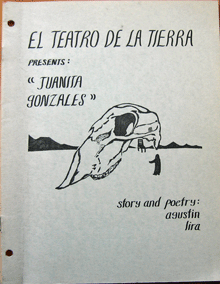 EL TEATRO DE LA TIERRA
PRESENTS:
"JUANITA
GONZALES"
story and poetry:
agustin
lira